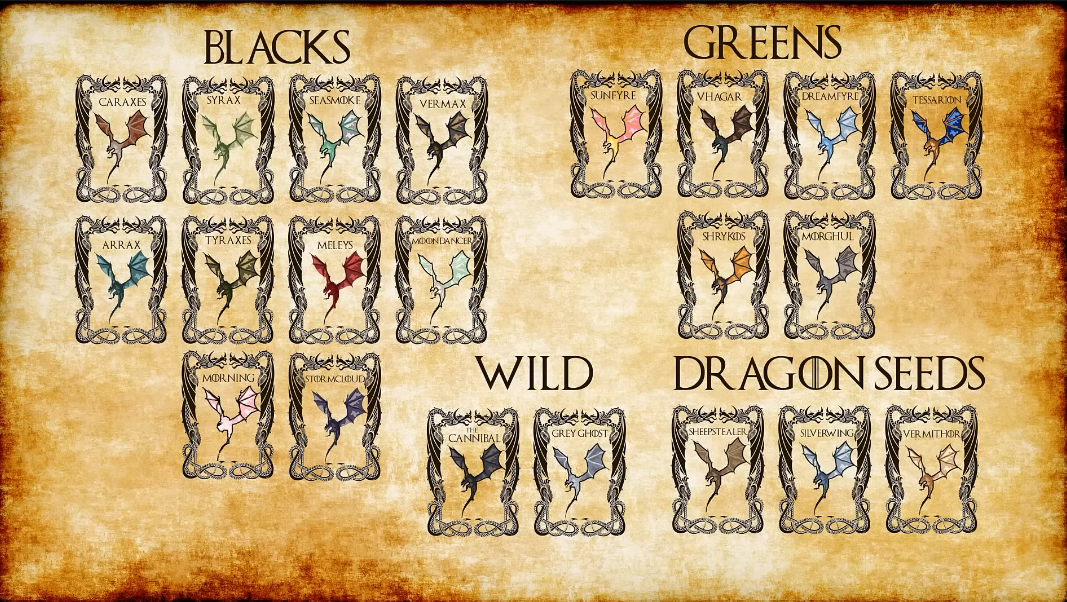 BLACKS
CARAXES
SYRAX
SEASMOKE
VERMAX
ARRAX
TYRAXES
MELEYS
MOONDANCER
MORNING
STORMCLOUD
GREENS
SUNFYRE
VHAGAR
DREAMFYRE
TESSARION
SHRYKOS
MORGHUL
WILD
THE
CANNIBAL
GREY GHOST
DRAGON SEEDS
SHEEPSTEALER
SILVERWING
VERMITHOR